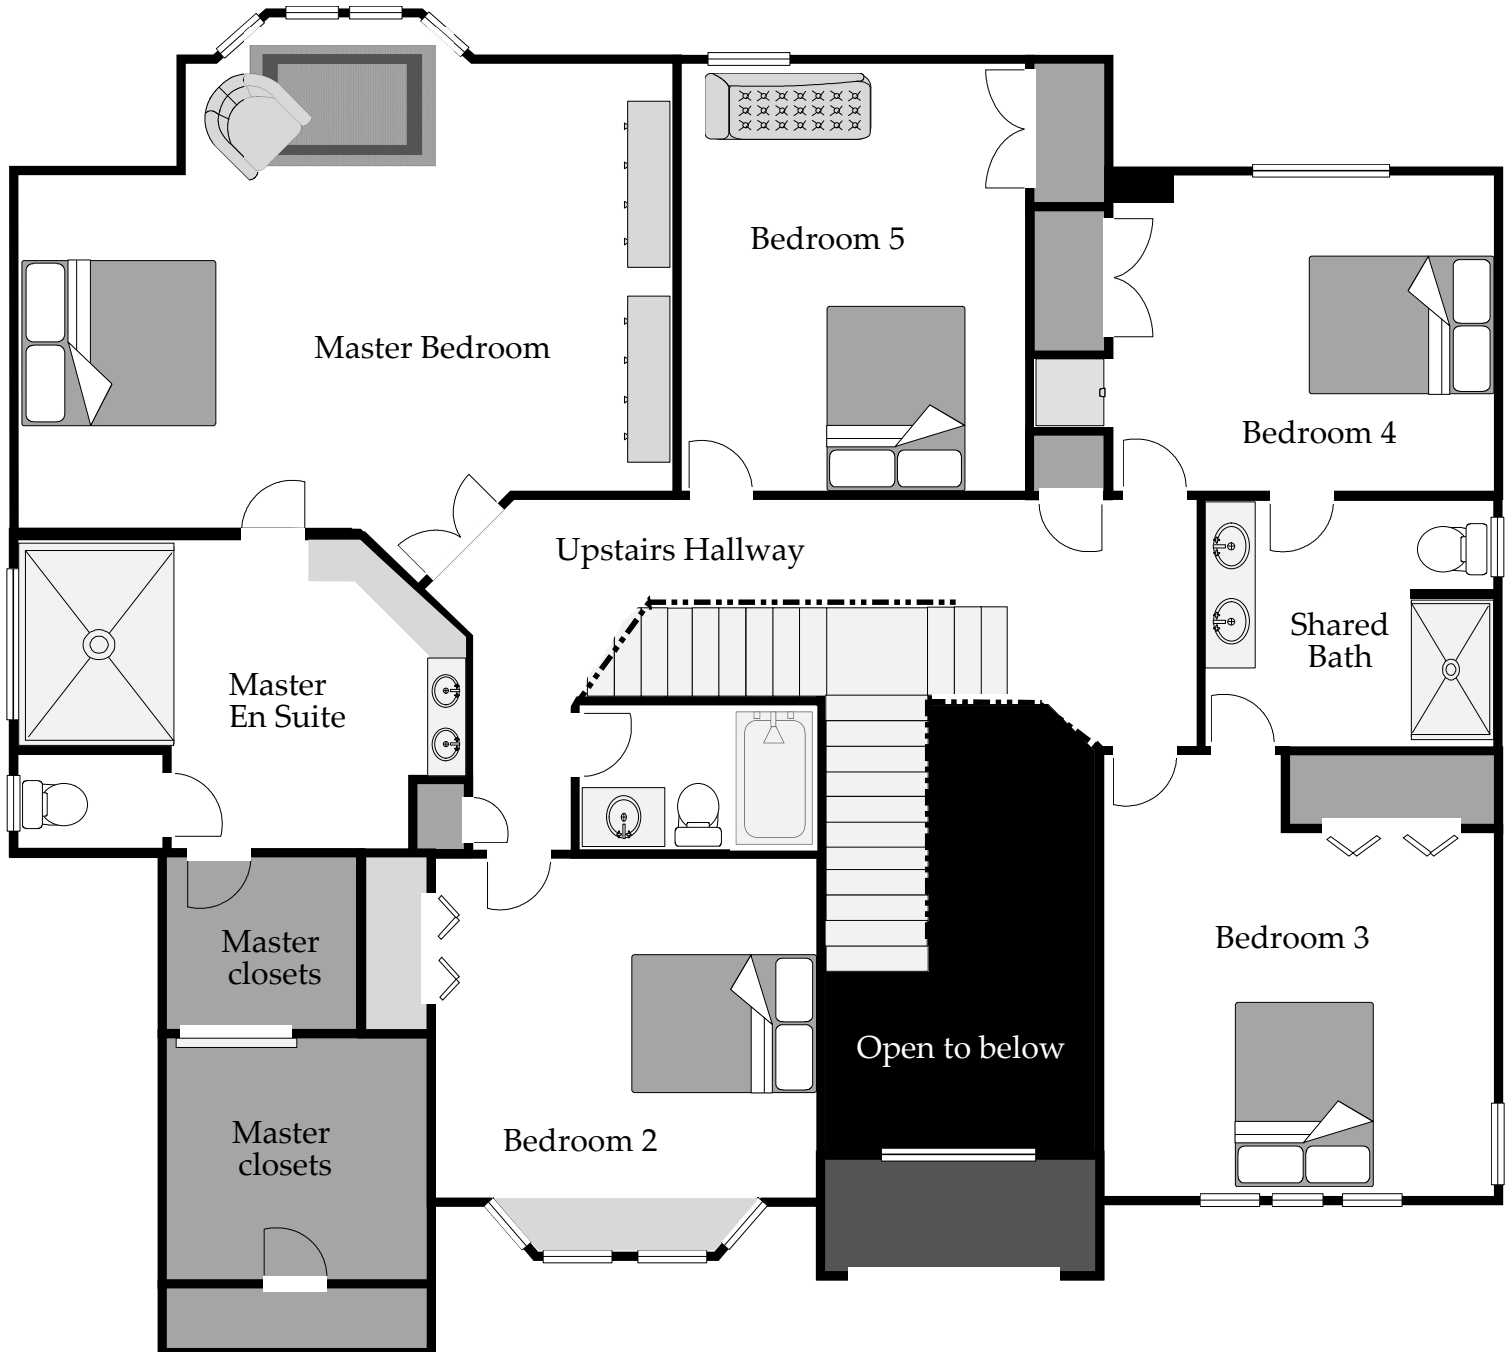 Bedroom 5
Master Bedroom
Bedroom 4
Upstairs Hallway
Shared
Bath
Master
En Suite
Master
closets
Bedroom 3
Open to below
Master
closets
Bedroom 2